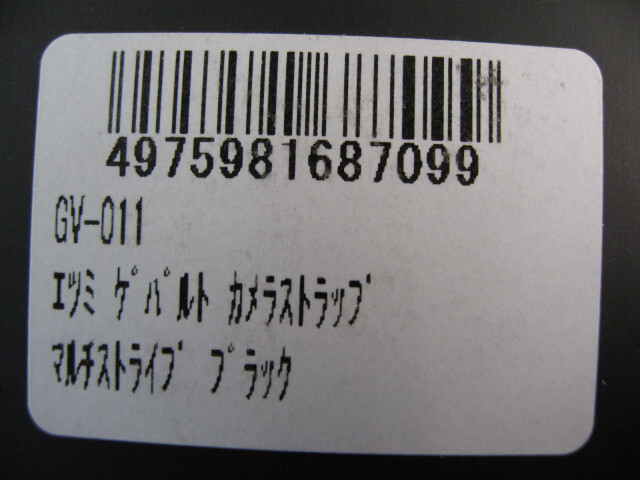 4975981687099
GV-011
エツミ ゲバルト カメラストラップ
マルチストライプ ブラック